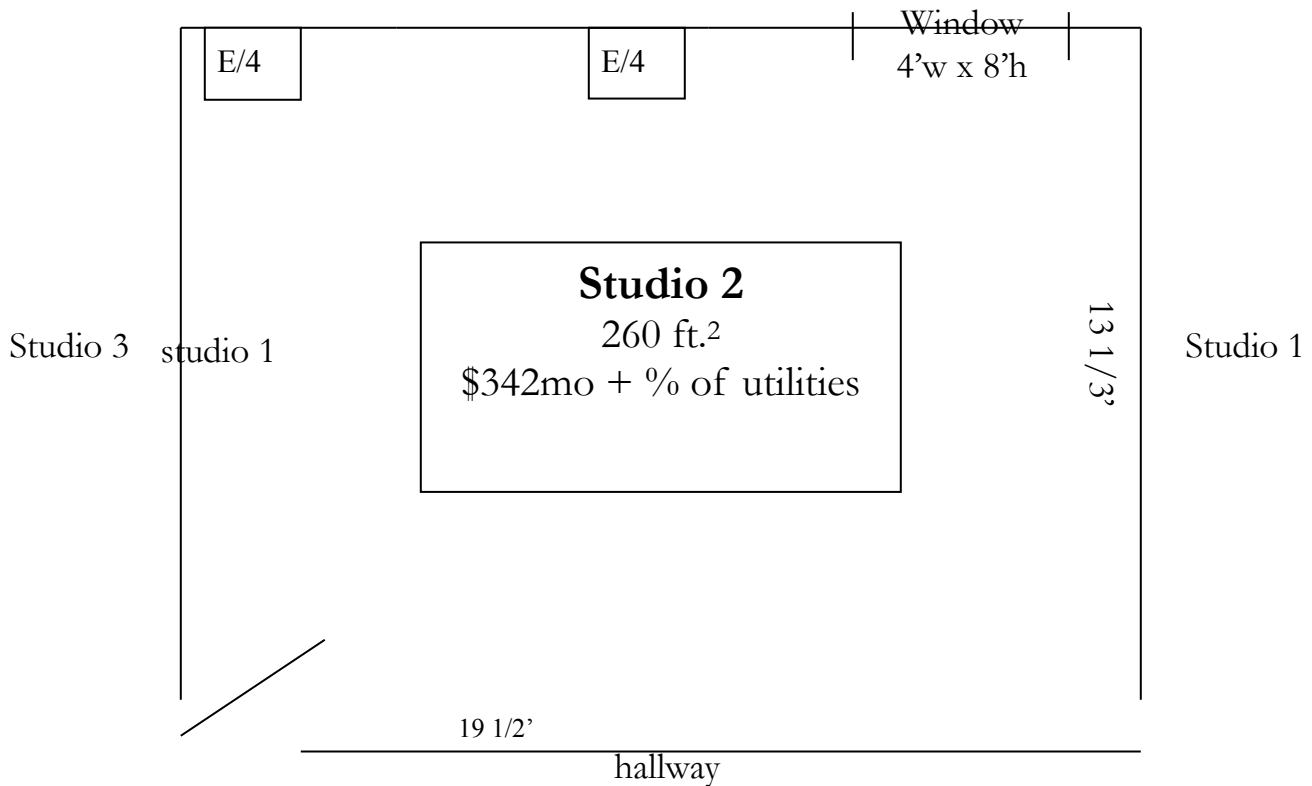 Window
4’w x 8’h
E/4
E/4
Studio 2
260 ft.²
$342mo + % of utilities
Studio 3
studio 1
13 1/3’
Studio 1
19 1/2’
hallway